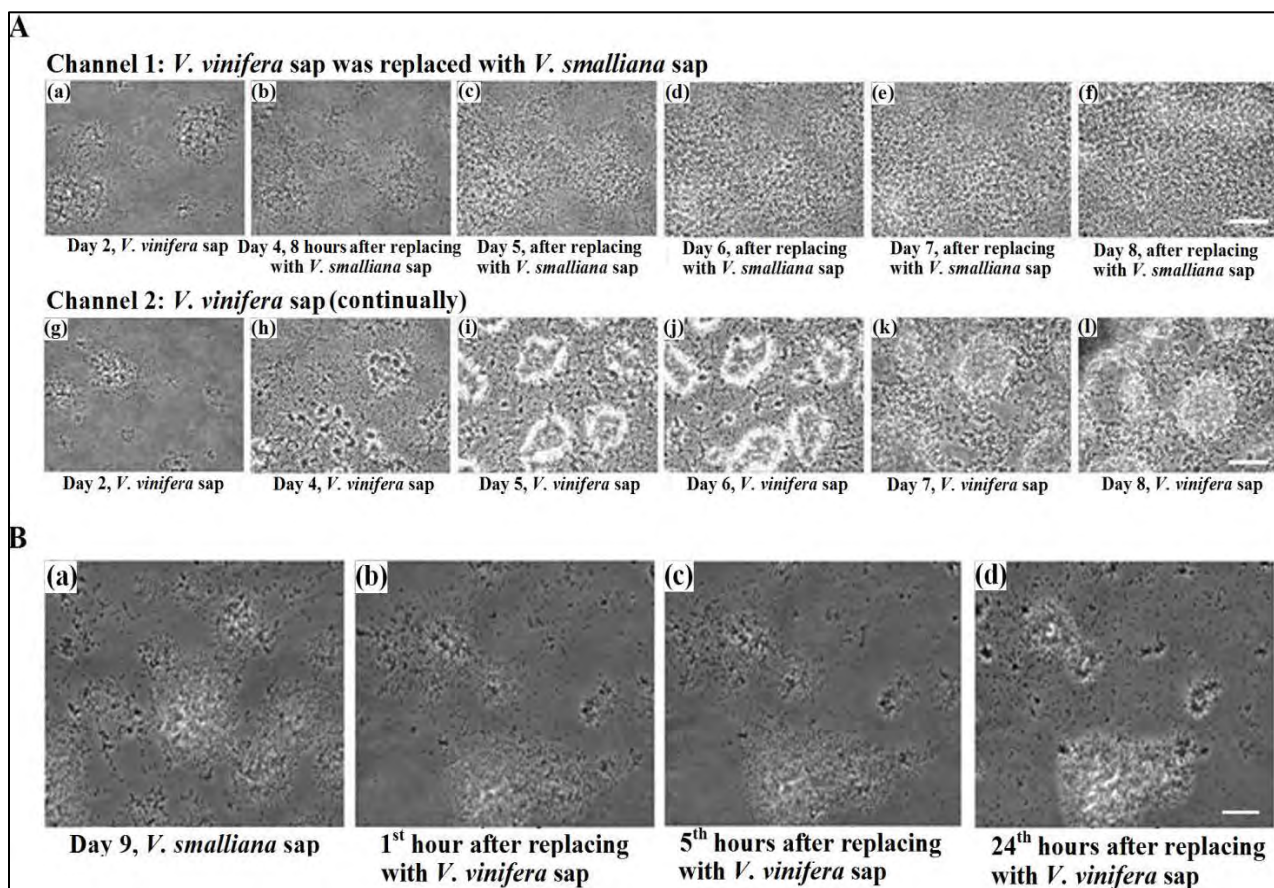 A
Channel 1: V. vinifera sap was replaced with V. smalliana sap
(a) (b) (c) (d) (e) (f)
Day 2, V. vinifera sap
Day 4, 8 hours after replacing
with V. smalliana sap
Day 5, after replacing
with V. smalliana sap
Day 6, after replacing
with V. smalliana sap
Day 7, after replacing
with V. smalliana sap
Day 8, after replacing
with V. smalliana sap
Channel 2: V. vinifera sap (continually)
(g) (h) (i) (j) (k) (l)
Day 2, V. vinifera sap
Day 4, V. vinifera sap
Day 5, V. vinifera sap
Day 6, V. vinifera sap
Day 7, V. vinifera sap
Day 8, V. vinifera sap
B
(a) (b) (c) (d)
Day 9, V. smalliana sap
1st hour after replacing
with V. vinifera sap
5th hours after replacing
with V. vinifera sap
24th hours after replacing
with V. vinifera sap